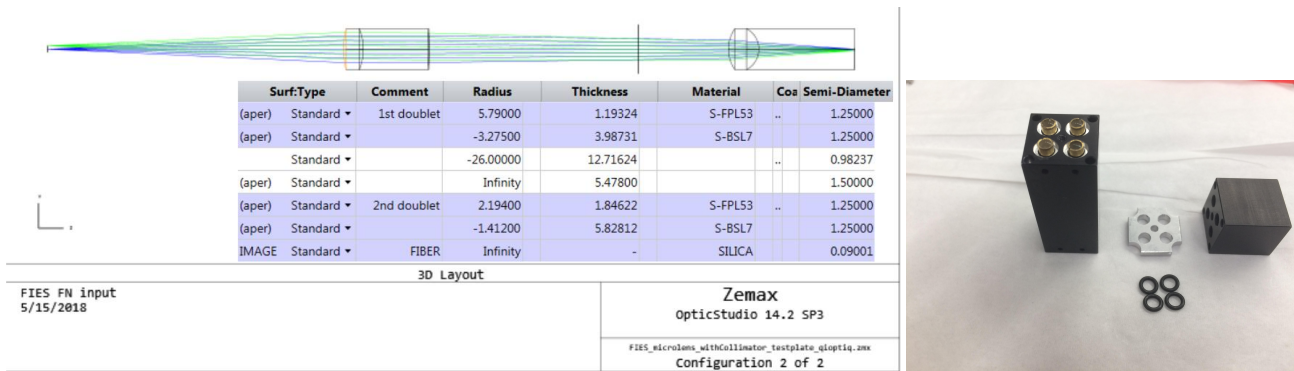 Surf:Type Comment Radius Thickness Material Coa Semi-Diameter
(aper) Standard 1st doublet 5.79000 1.19324 S-FPL53 .. 1.25000
(aper) Standard -3.27500 3.98731 S-BSL7 1.25000
Standard -26.00000 12.71624 .. 0.98237
(aper) Standard Infinity 5.47800 1.50000
(aper) Standard 2nd doublet 2.19400 1.84622 S-FPL53 .. 1.25000
(aper) Standard -1.41200 5.82812 S-BSL7 1.25000
IMAGE Standard FIBER Infinity - SILICA 0.09001
3D Layout
FIES FN input
5/15/2018
Zemax
OpticStudio 14.2 SP3
FIES_microlens_withCollimator_testplate_qioptiq.zmx
Configuration 2 of 2